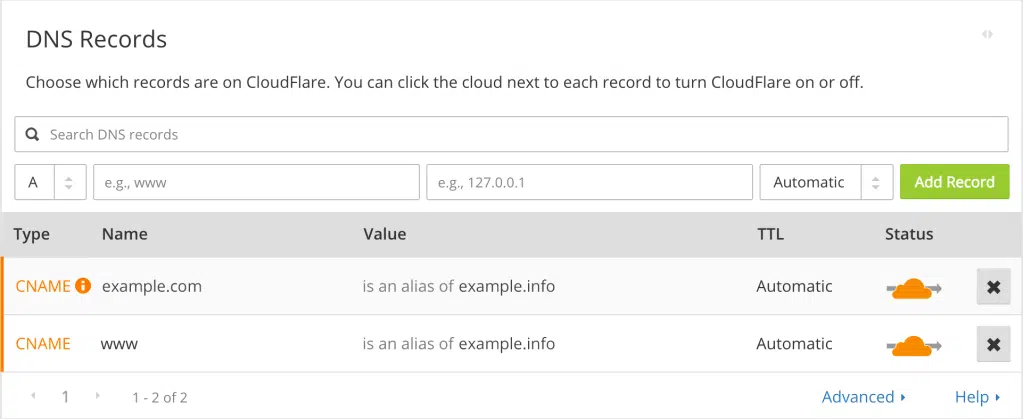 DNS Records
Choose which records are on CloudFlare. You can click the cloud next to each record to turn CloudFlare on or off.
Search DNS records
A e.g., www e.g., 127.0.0.1 Automatic Add Record
Type Name Value TTL Status
CNAME example.com is an alias of example.info Automatic
CNAME www is an alias of example.info Automatic
1 1 - 2 of 2 Advanced Help